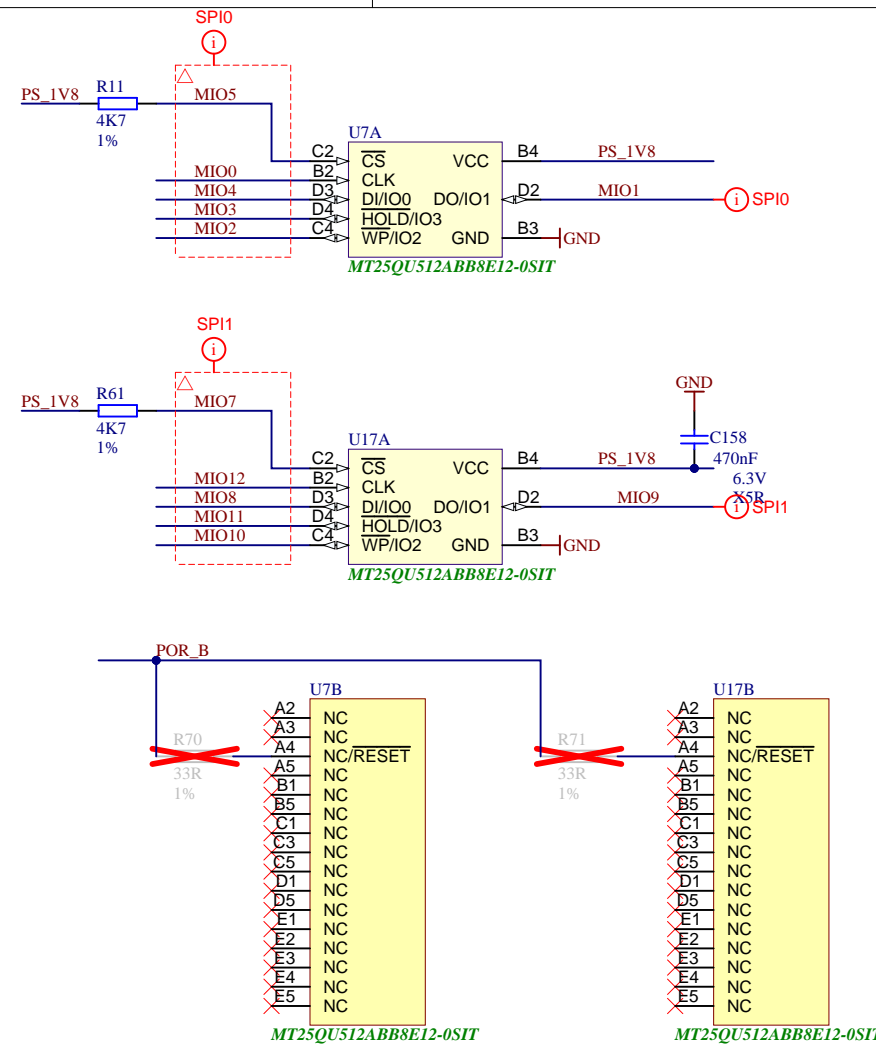 SPI0
i
PS_1V8
R11
4K7
1%
MIO5
MIO0
MIO4
MIO3
MIO2
C2
B2
D3
D4
C4
U7A
CS
CLK
DI/IO0
HOLD/IO3
WP/IO2
VCC
DO/IO1
GND
B4
D2
B3
PS_1V8
MIO1
GND
i
SPI0
MT25QU512ABB8E12-0SIT
SPI1
i
PS_1V8
R61
4K7
1%
MIO7
MIO12
MIO8
MIO11
MIO10
C2
B2
D3
D4
C4
U17A
CS
CLK
DI/IO0
HOLD/IO3
WP/IO2
VCC
DO/IO1
GND
B4
D2
B3
PS_1V8
MIO9
GND
GND
C158
470nF
6.3V
X5R
i
SPI1
MT25QU512ABB8E12-0SIT
POR_B
R70
33R
1%
U7B
A2 NC
A3 NC
A4 NC/RESET
A5 NC
B1 NC
B5 NC
C1 NC
C3 NC
C5 NC
D1 NC
D5 NC
E1 NC
E2 NC
E3 NC
E4 NC
E5 NC
MT25QU512ABB8E12-0SIT
R71
33R
1%
U17B
A2 NC
A3 NC
A4 NC/RESET
A5 NC
B1 NC
B5 NC
C1 NC
C3 NC
C5 NC
D1 NC
D5 NC
E1 NC
E2 NC
E3 NC
E4 NC
E5 NC
MT25QU512ABB8E12-0SIT